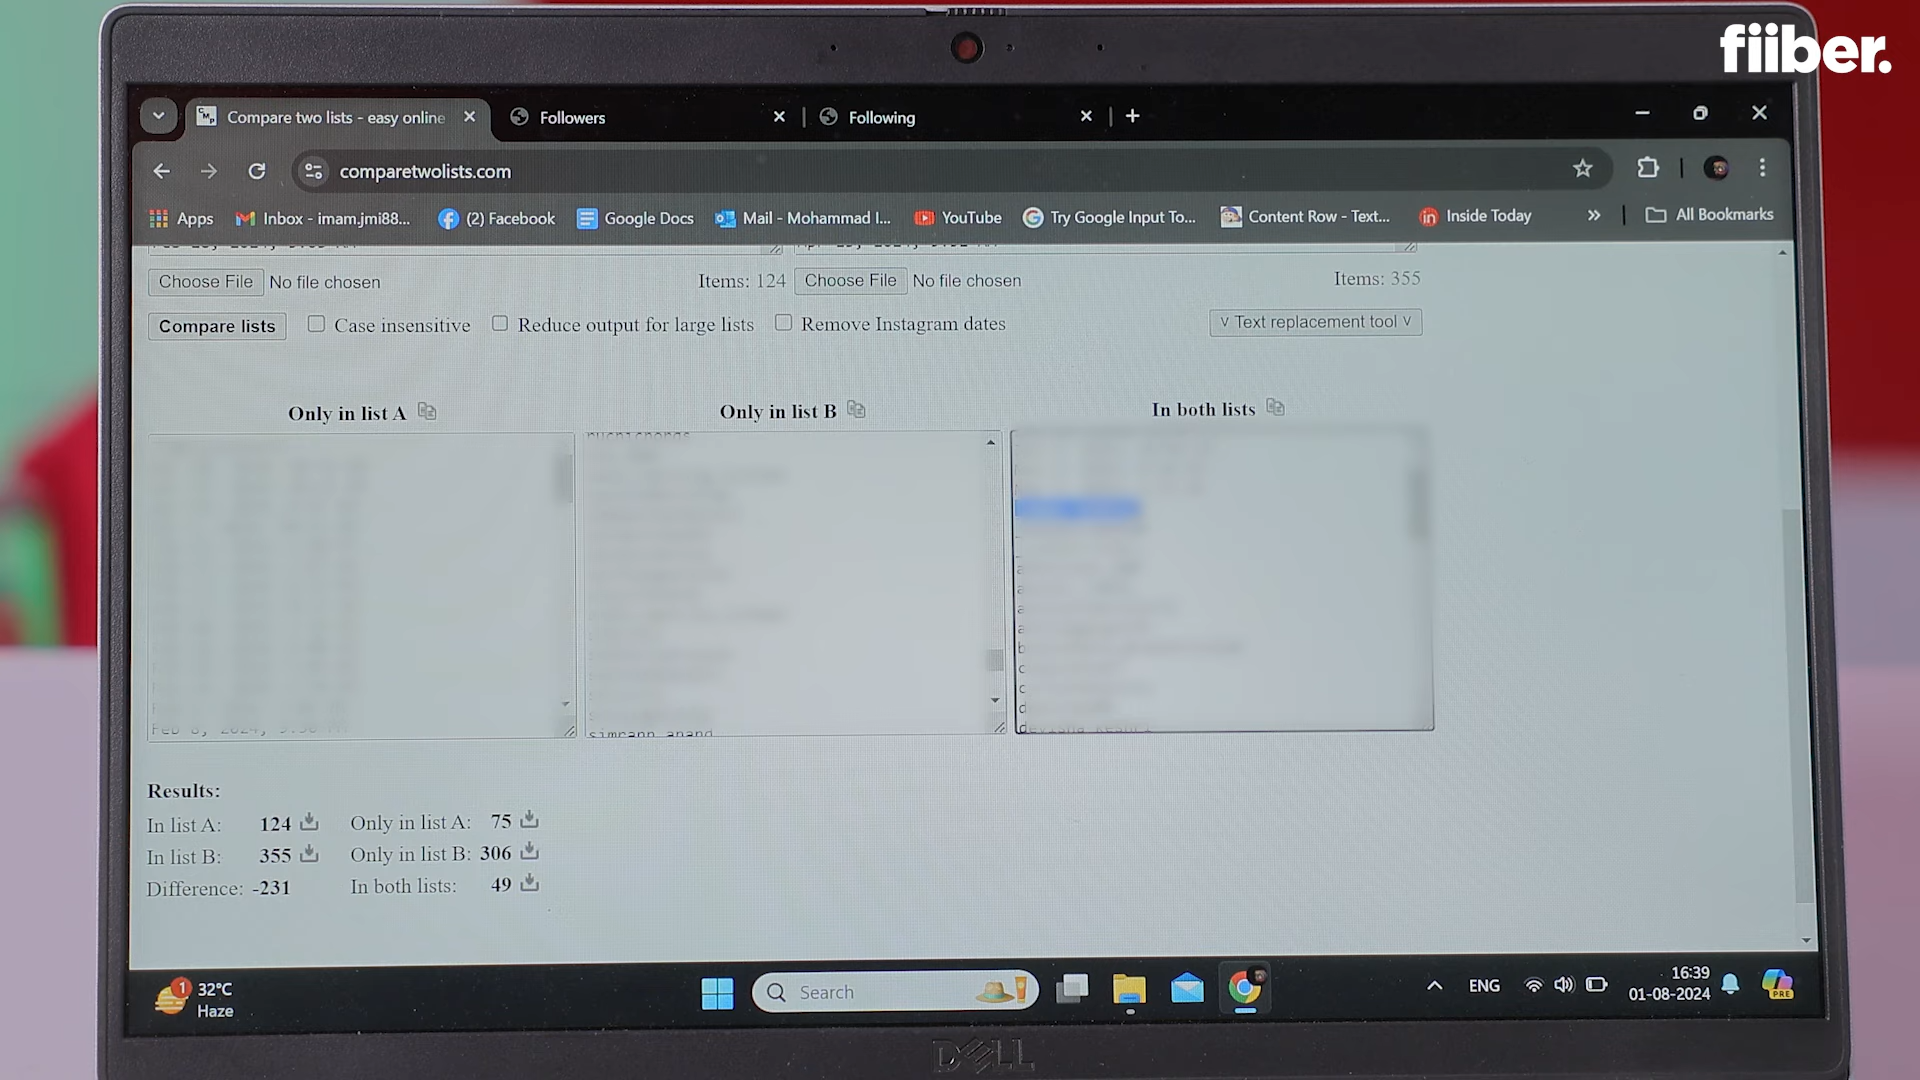 fiiber.
Compare two lists - easy online
Followers
Following
comparetwolists.com
Apps
Inbox - imam.jmi88...
(2) Facebook
Google Docs
Mail - Mohammad I...
YouTube
Try Google Input To...
Content Row - Text...
Inside Today
All Bookmarks
Choose File No file chosen
Items: 124
Choose File No file chosen
Items: 355
Compare lists
Case insensitive
Reduce output for large lists
Remove Instagram dates
˅ Text replacement tool ˅
Only in list A
Only in list B
In both lists
simrann_anand
Results:
In list A: 124 Only in list A: 75
In list B: 355 Only in list B: 306
Difference: -231 In both lists: 49
1
32°C
Haze
Search
ENG
16:39
01-08-2024
PRE
DELL